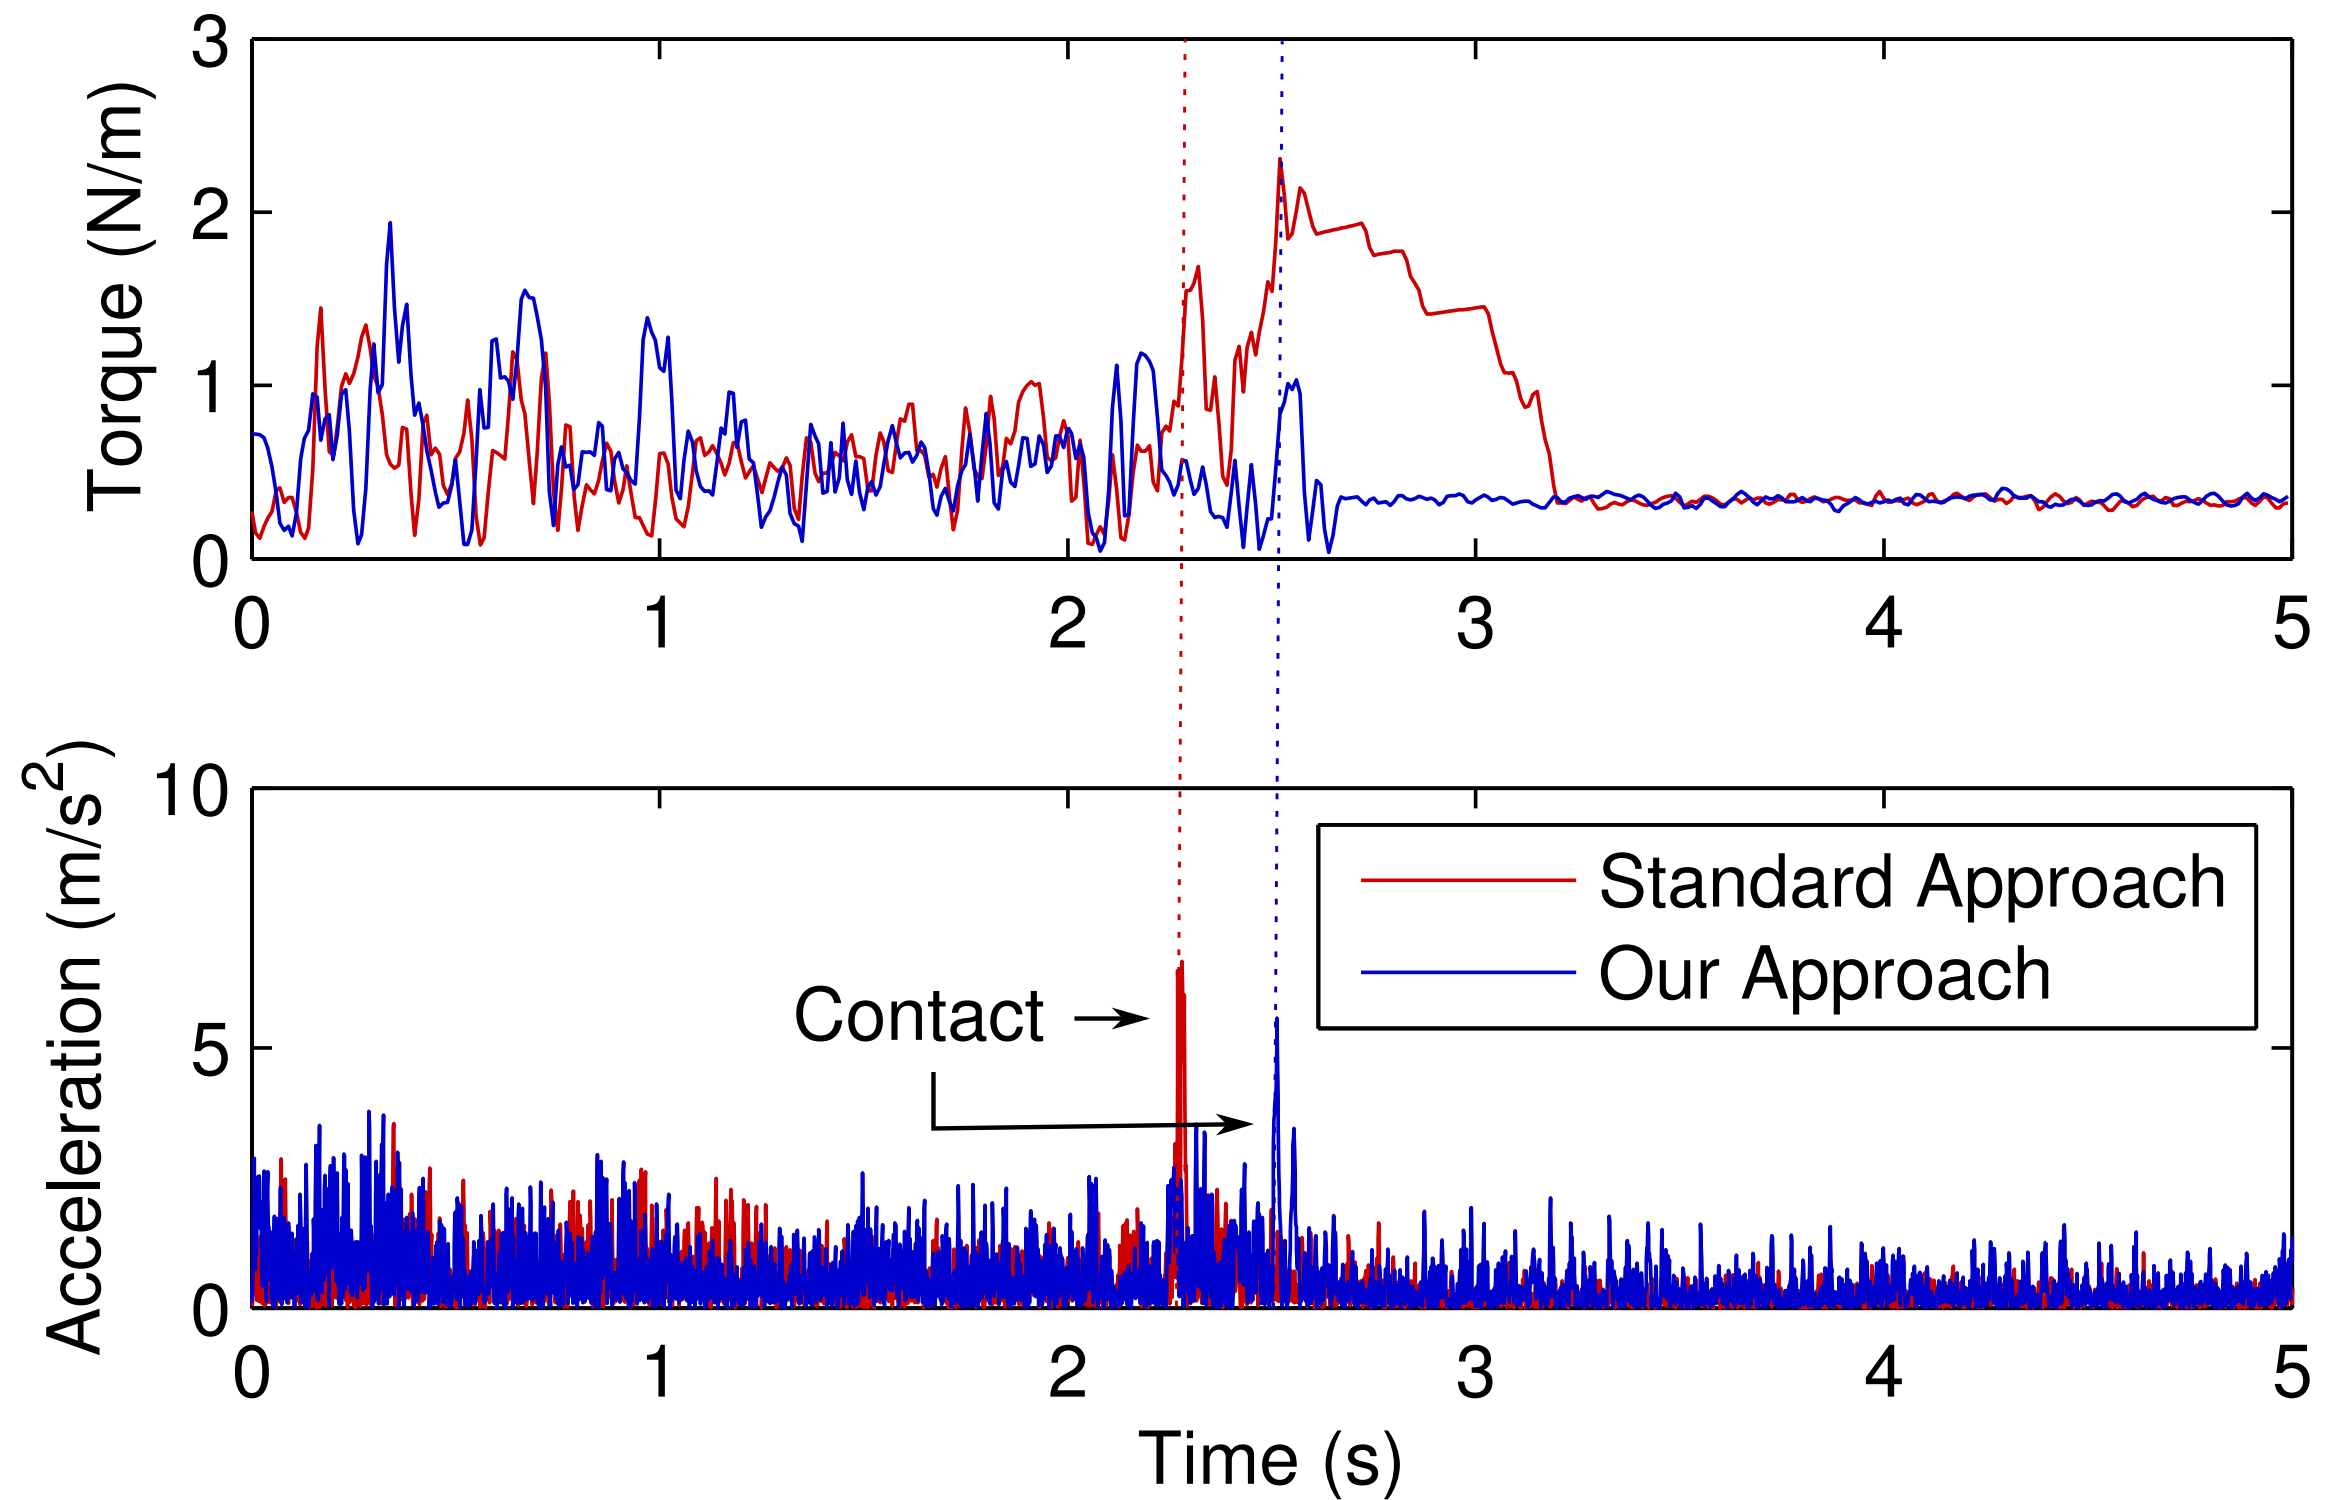 3
2
1
0
Torque (N/m)
0 1 2 3 4 5
10
5
0
Acceleration (m/s²)
Standard Approach
Our Approach
Contact
0 1 2 3 4 5
Time (s)